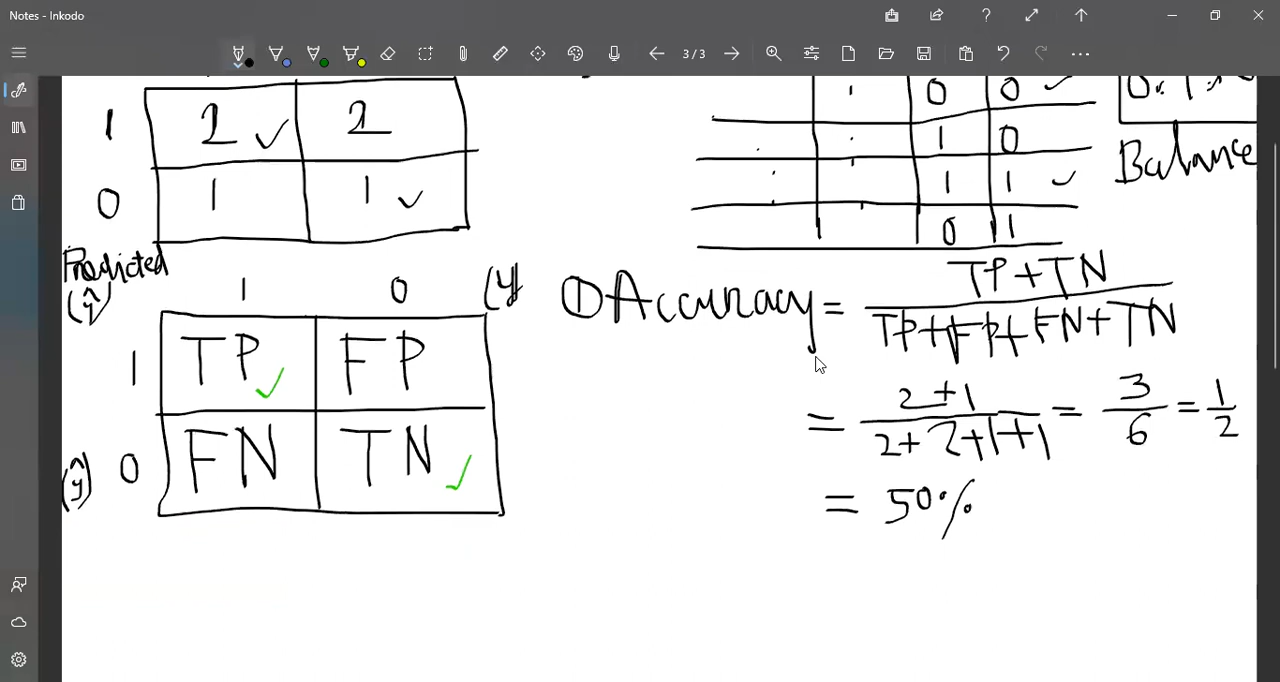 Notes - Inkodo
3/3
1 2 2
0 1 1
0 0
1 0
1 1
0 1
Balance
Predicted
(ŷ)
1 0 (y
1 TP FP
(ŷ) 0 FN TN
① Accuracy = TP+TN
TP+FP+FN+TN
= 2+1 = 3 = 1
2+2+1+1 6 2
= 50%